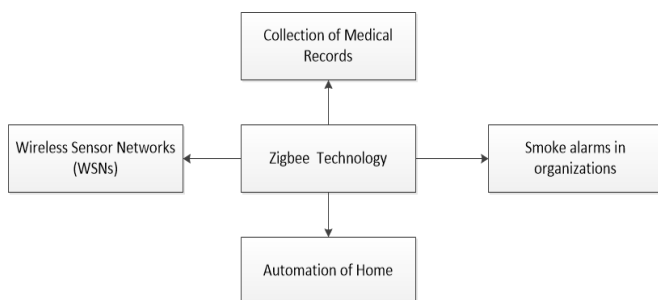 Collection of Medical
Records
Wireless Sensor Networks
(WSNs)
Zigbee Technology
Smoke alarms in
organizations
Automation of Home